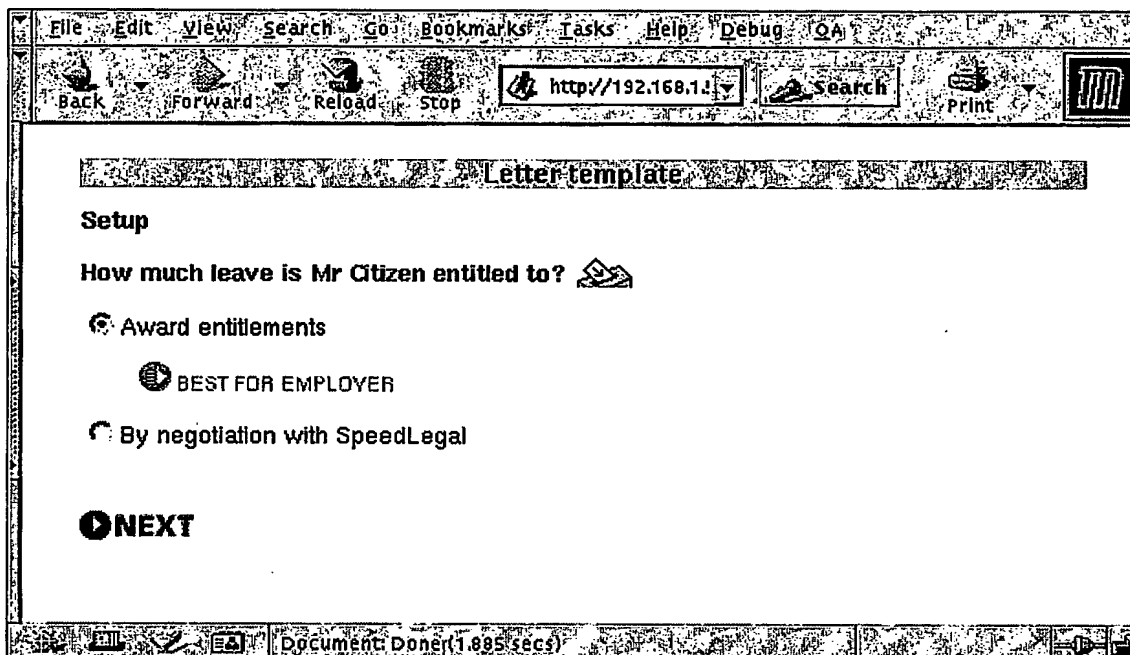 File Edit View Search Go Bookmarks Tasks Help Debug QA
Back Forward Reload Stop http://192.168.1. Search Print
Letter template
Setup
How much leave is Mr Citizen entitled to?
Award entitlements
BEST FOR EMPLOYER
By negotiation with SpeedLegal
NEXT
Document: Done (1.885 secs)